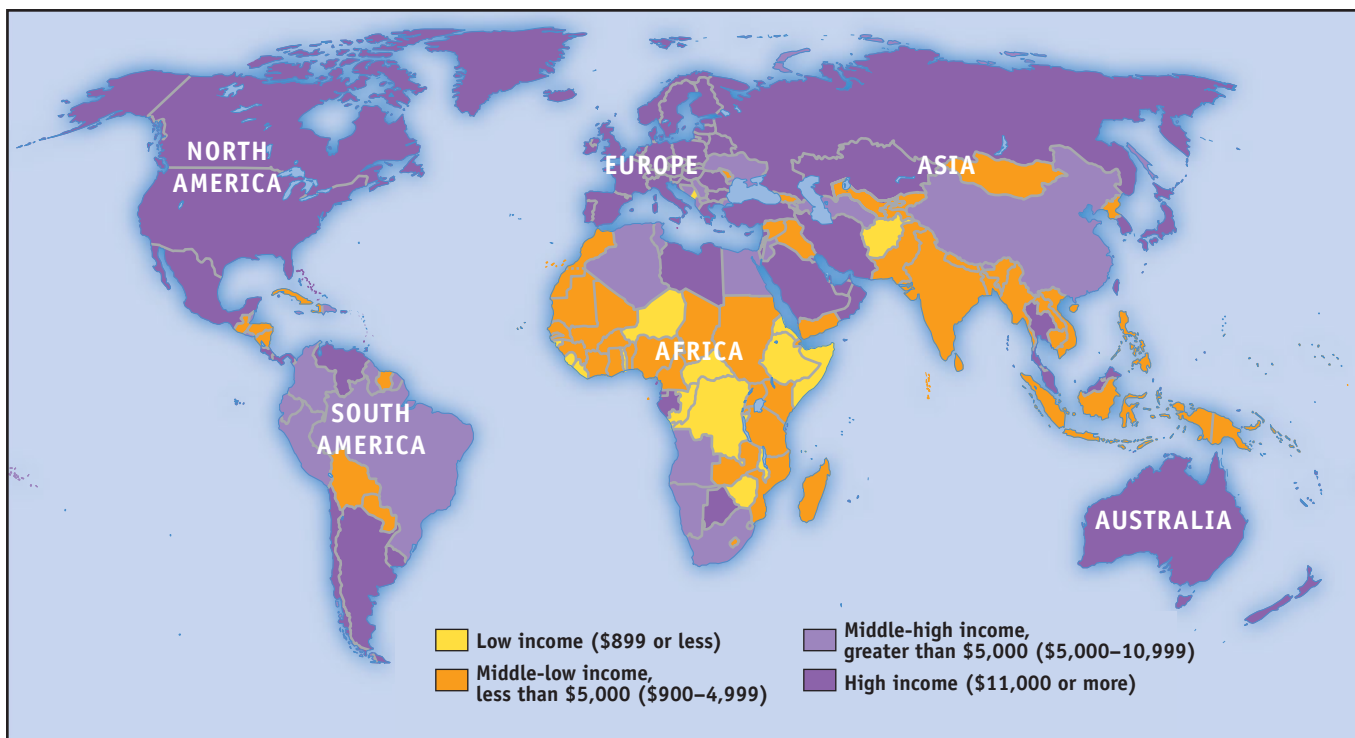 NORTH
AMERICA
EUROPE
ASIA
AFRICA
SOUTH
AMERICA
AUSTRALIA
Low income ($899 or less)
Middle-low income,
less than $5,000 ($900–4,999)
Middle-high income,
greater than $5,000 ($5,000–10,999)
High income ($11,000 or more)